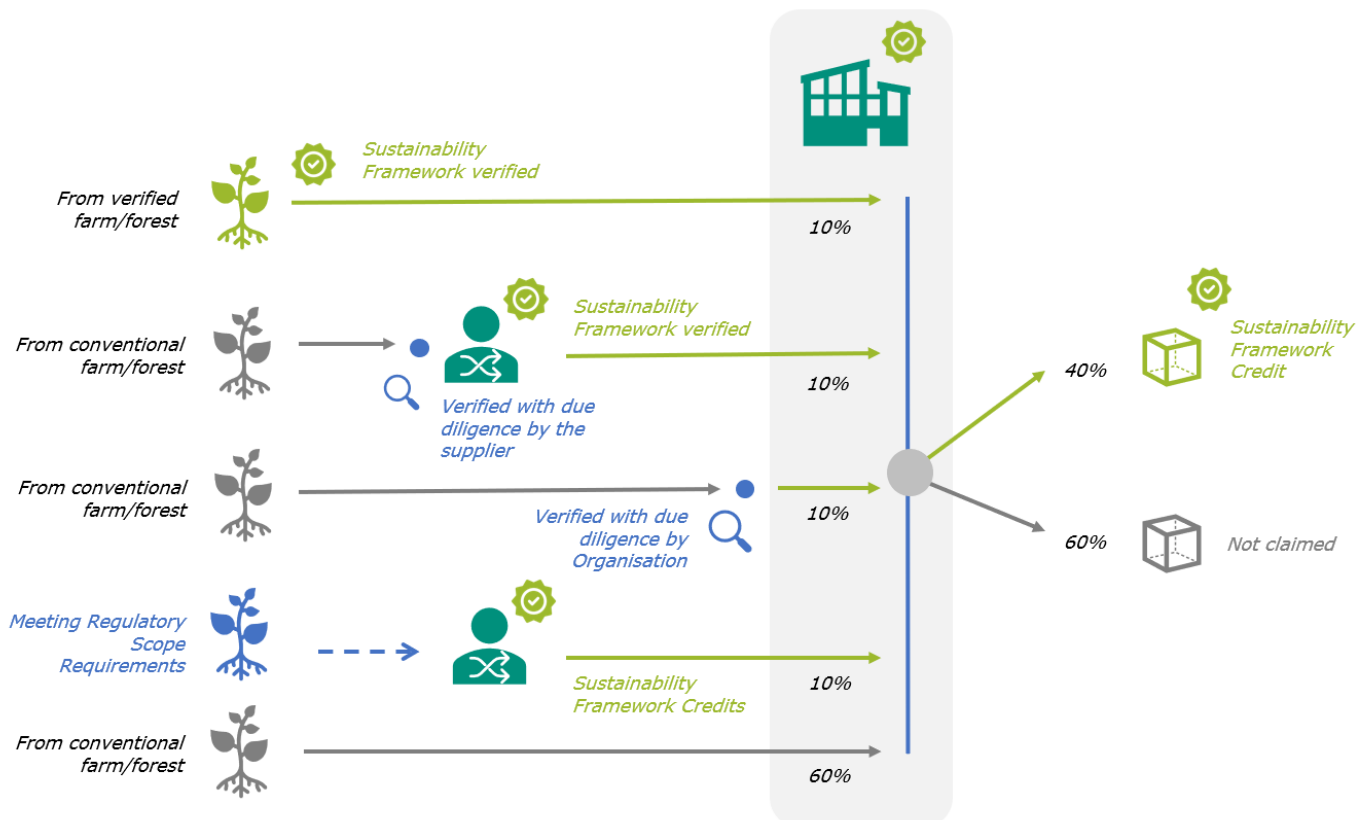 Sustainability
Framework verified
From verified
farm/forest
10%
Sustainability
Framework verified
From conventional
farm/forest
10%
Verified with due
diligence by the
supplier
40%
Sustainability
Framework
Credit
From conventional
farm/forest
10%
Verified with due
diligence by
Organisation
60%
Not claimed
Meeting Regulatory
Scope
Requirements
10%
Sustainability
Framework Credits
From conventional
farm/forest
60%